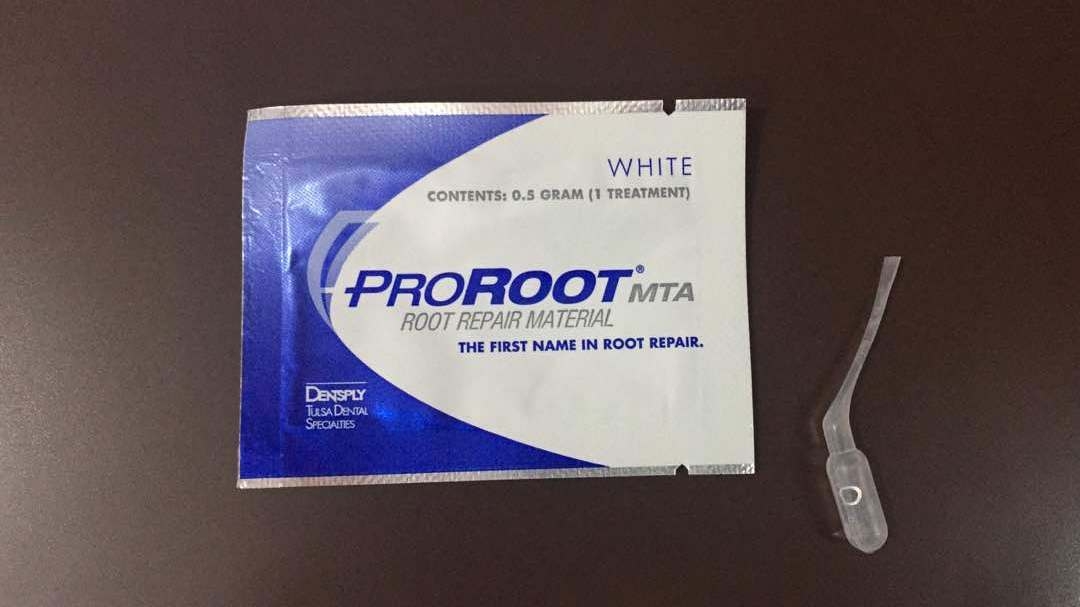 WHITE
CONTENTS: 0.5 GRAM (1 TREATMENT)
PROROOT® MTA
ROOT REPAIR MATERIAL
THE FIRST NAME IN ROOT REPAIR.
DENTSPLY
TULSA DENTAL
SPECIALTIES